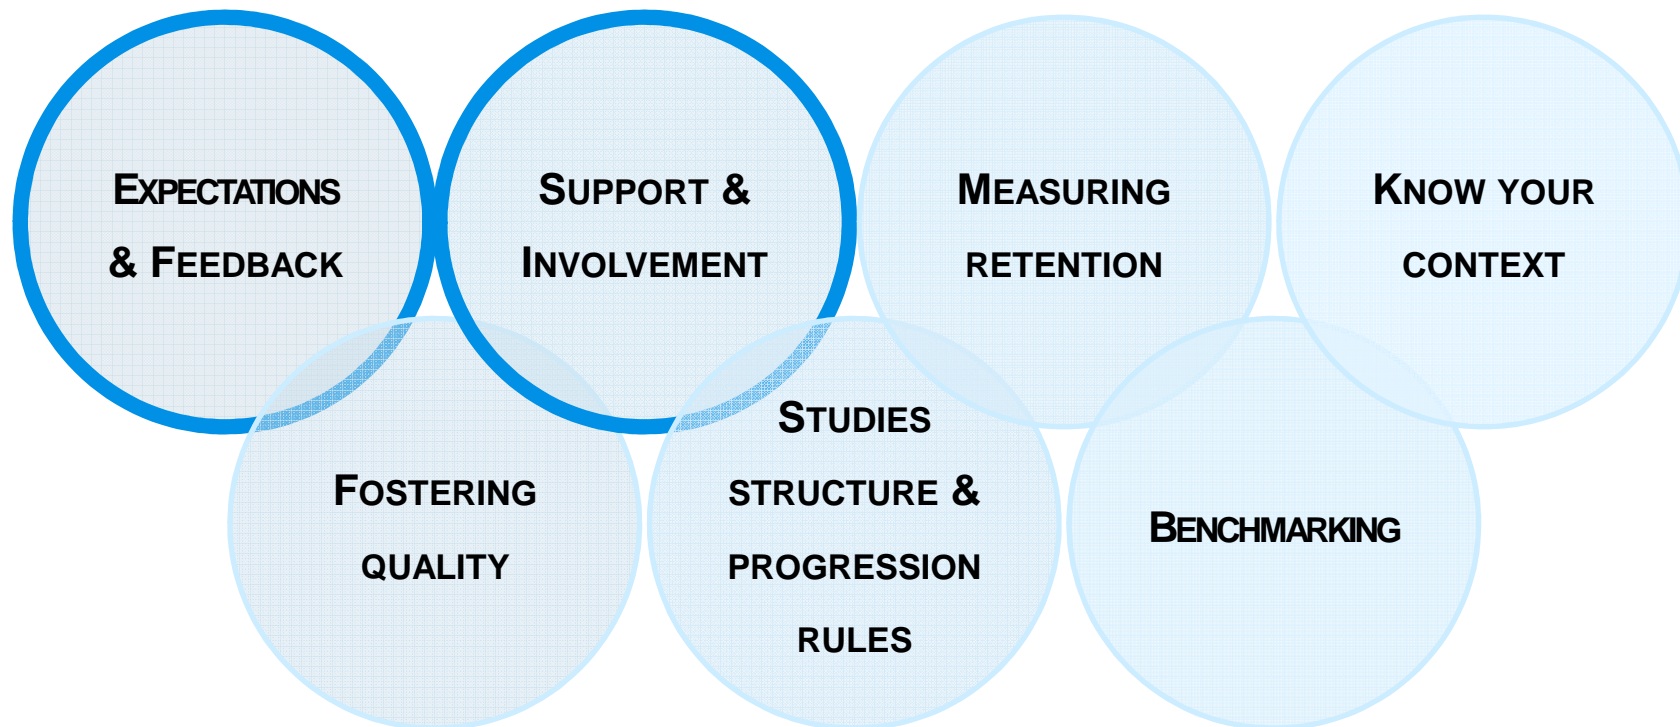 EXPECTATIONS
& FEEDBACK
SUPPORT &
INVOLVEMENT
MEASURING
RETENTION
KNOW YOUR
CONTEXT
FOSTERING
QUALITY
STUDIES
STRUCTURE &
PROGRESSION
RULES
BENCHMARKING